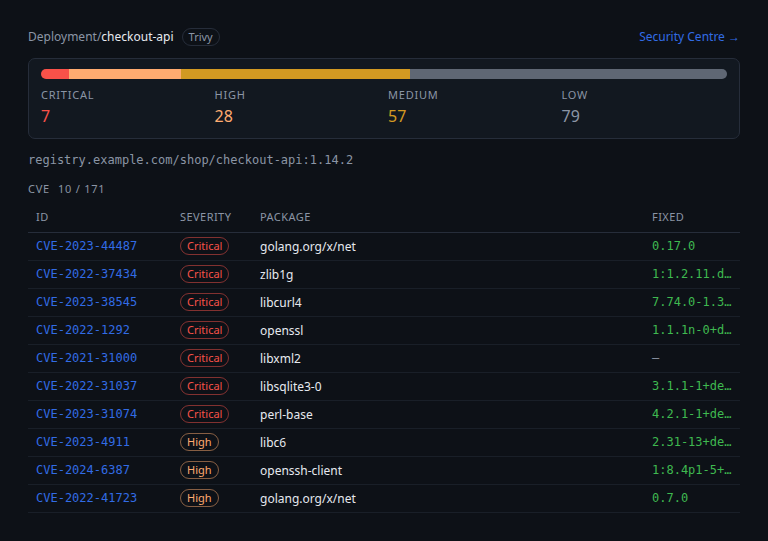 Deployment/checkout-api Trivy Security Centre →
CRITICAL HIGH MEDIUM LOW
7 28 57 79
registry.example.com/shop/checkout-api:1.14.2
CVE 10 / 171
ID SEVERITY PACKAGE FIXED
CVE-2023-44487 Critical golang.org/x/net 0.17.0
CVE-2022-37434 Critical zlib1g 1:1.2.11.d…
CVE-2023-38545 Critical libcurl4 7.74.0-1.3…
CVE-2022-1292 Critical openssl 1.1.1n-0+d…
CVE-2021-31000 Critical libxml2 —
CVE-2022-31037 Critical libsqlite3-0 3.1.1-1+de…
CVE-2023-31074 Critical perl-base 4.2.1-1+de…
CVE-2023-4911 High libc6 2.31-13+de…
CVE-2024-6387 High openssh-client 1:8.4p1-5+…
CVE-2022-41723 High golang.org/x/net 0.7.0